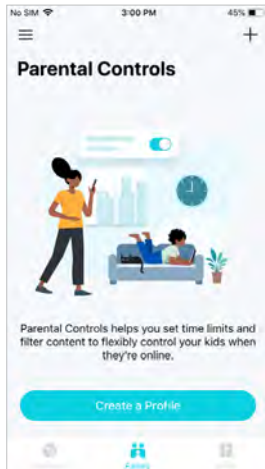 No SIM
3:00 PM
45%
Parental Controls
Parental Controls helps you set time limits and
filter content to flexibly control your kids when
they're online.
Create a Profile
Family